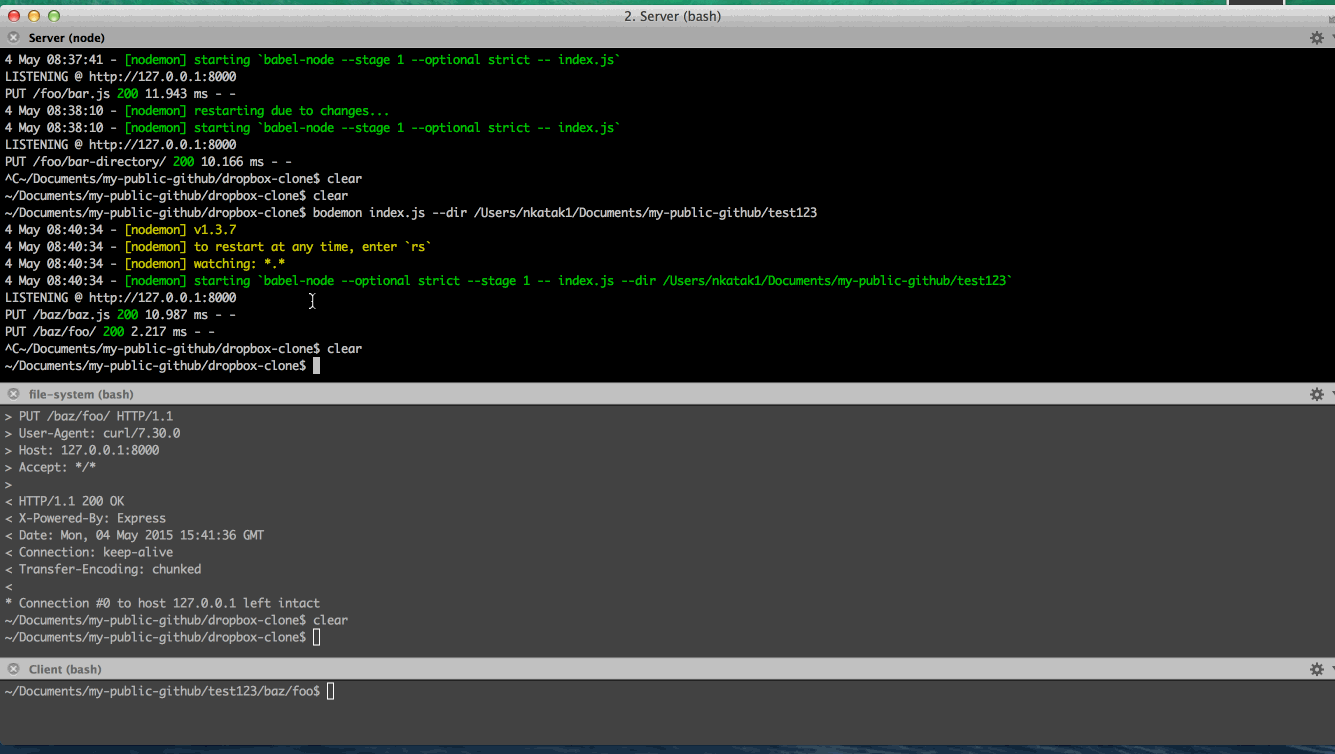 2. Server (bash)
Server (node)
4 May 08:37:41 - [nodemon] starting `babel-node --stage 1 --optional strict -- index.js`
LISTENING @ http://127.0.0.1:8000
PUT /foo/bar.js 200 11.943 ms - -
4 May 08:38:10 - [nodemon] restarting due to changes...
4 May 08:38:10 - [nodemon] starting `babel-node --stage 1 --optional strict -- index.js`
LISTENING @ http://127.0.0.1:8000
PUT /foo/bar-directory/ 200 10.166 ms - -
^C~/Documents/my-public-github/dropbox-clone$ clear
~/Documents/my-public-github/dropbox-clone$ clear
~/Documents/my-public-github/dropbox-clone$ bodemon index.js --dir /Users/nkatak1/Documents/my-public-github/test123
4 May 08:40:34 - [nodemon] v1.3.7
4 May 08:40:34 - [nodemon] to restart at any time, enter `rs`
4 May 08:40:34 - [nodemon] watching: *.*
4 May 08:40:34 - [nodemon] starting `babel-node --optional strict --stage 1 -- index.js --dir /Users/nkatak1/Documents/my-public-github/test123`
LISTENING @ http://127.0.0.1:8000
PUT /baz/baz.js 200 10.987 ms - -
PUT /baz/foo/ 200 2.217 ms - -
^C~/Documents/my-public-github/dropbox-clone$ clear
~/Documents/my-public-github/dropbox-clone$
file-system (bash)
> PUT /baz/foo/ HTTP/1.1
> User-Agent: curl/7.30.0
> Host: 127.0.0.1:8000
> Accept: */*
>
< HTTP/1.1 200 OK
< X-Powered-By: Express
< Date: Mon, 04 May 2015 15:41:36 GMT
< Connection: keep-alive
< Transfer-Encoding: chunked
<
* Connection #0 to host 127.0.0.1 left intact
~/Documents/my-public-github/dropbox-clone$ clear
~/Documents/my-public-github/dropbox-clone$
Client (bash)
~/Documents/my-public-github/test123/baz/foo$